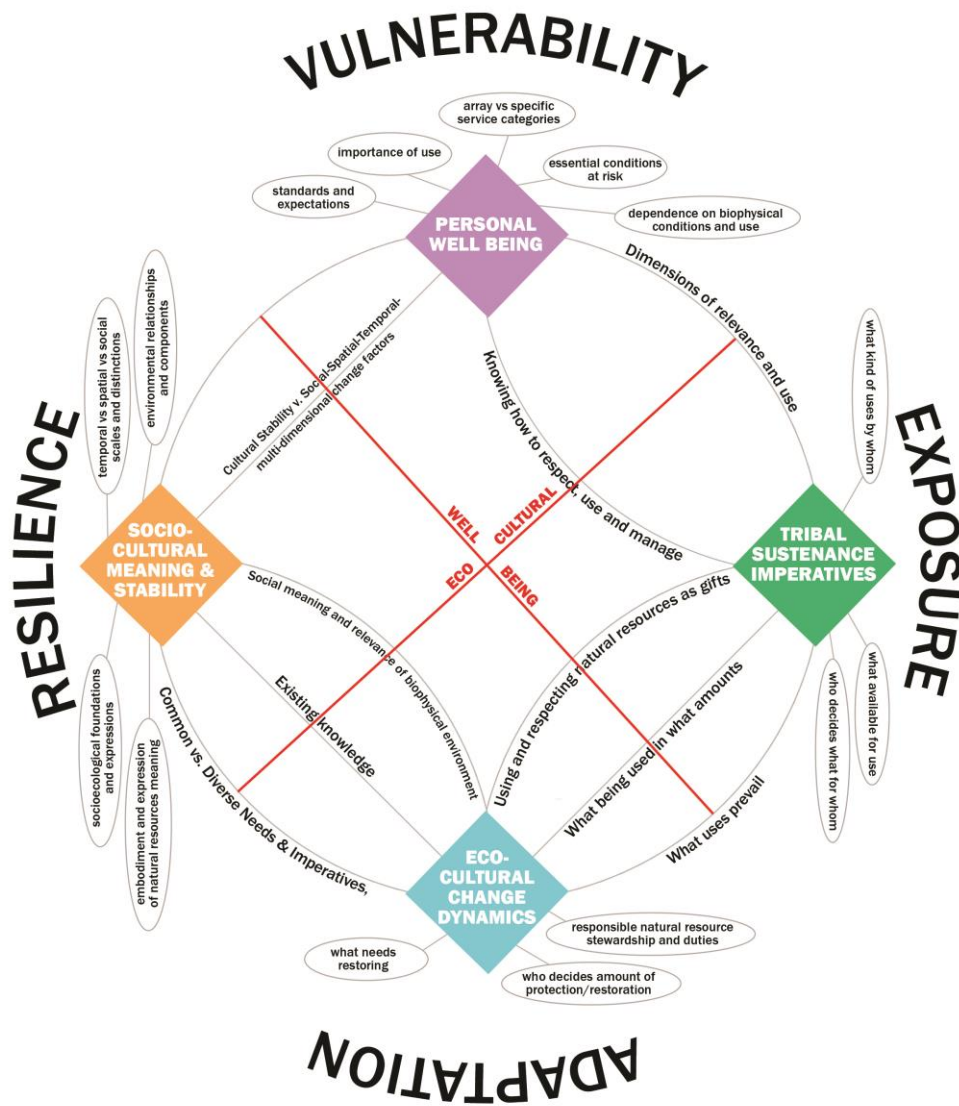 VULNERABILITY
array vs specific
service categories
importance of use
essential conditions
at risk
standards and
expectations
dependence on biophysical
conditions and use
PERSONAL
WELL BEING
Dimensions of relevance and use
environmental relationships
and components
temporal vs spatial vs social
scales and distinctions
Cultural Stability v. Social-Spatial-Temporal-
multi-dimensional change factors
Knowing how to respect, use and manage
what kind of uses by whom
RESILIENCE
EXPOSURE
WELL
CULTURAL
ECO
BEING
SOCIO-
CULTURAL
MEANING &
STABILITY
TRIBAL
SUSTENANCE
IMPERATIVES
Social meaning and relevance of biophysical environment
Using and respecting natural resources as gifts
Existing knowledge
What being used in what amounts
Common vs. Diverse Needs & Imperatives,
What uses prevail
socioecological foundations
and expressions
embodiment and expression
of natural resources meaning
who decides what for whom
what available for use
ECO-
CULTURAL
CHANGE
DYNAMICS
what needs
restoring
responsible natural resource
stewardship and duties
who decides amount of
protection/restoration
ADAPTATION